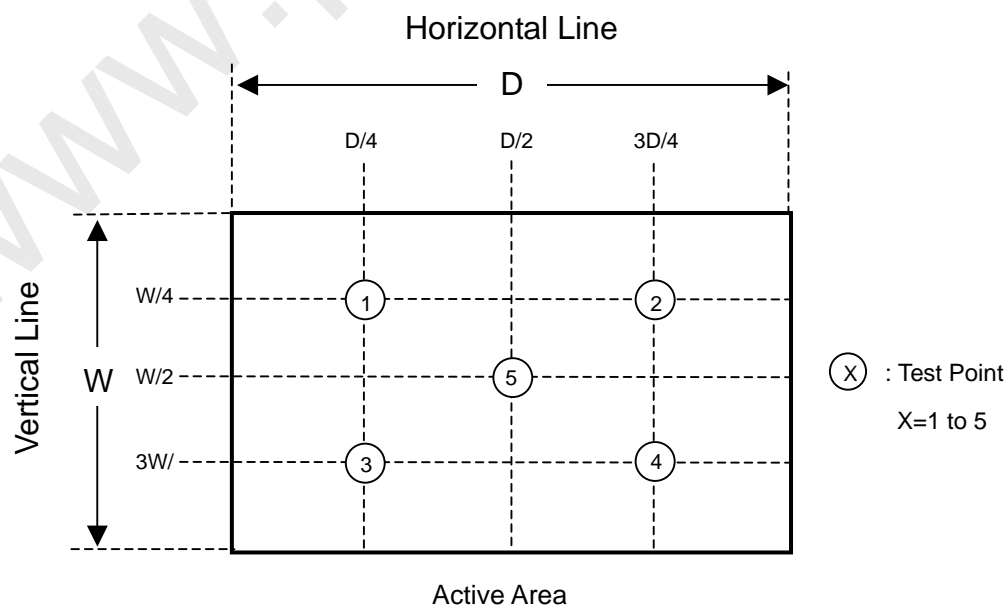 Horizontal Line
D
D/4 D/2 3D/4
W/4
1 2
Vertical Line
W
W/2
5
X : Test Point
X=1 to 5
3W/
3 4
Active Area